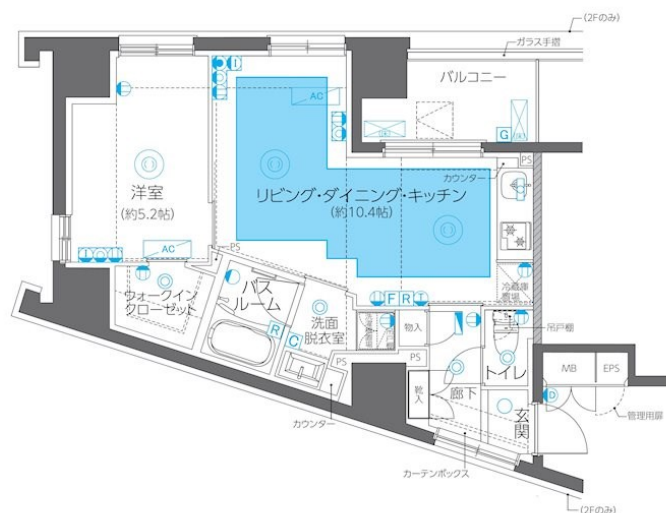 (2Fのみ)
ガラス手摺
バルコニー
AC
G
カウンター
PS
洋室
(約5.2帖)
リビング・ダイニング・キッチン
(約10.4帖)
AC
PS
冷蔵庫
置場
ウォークイン
クローゼット
バス
ルーム
洗面
脱衣室
R
C
F
R
物入
吊戸棚
トイレ
PS
PS
靴入
廊下
玄関
MB
EPS
D
管理用扉
カウンター
カーテンボックス
(2Fのみ)